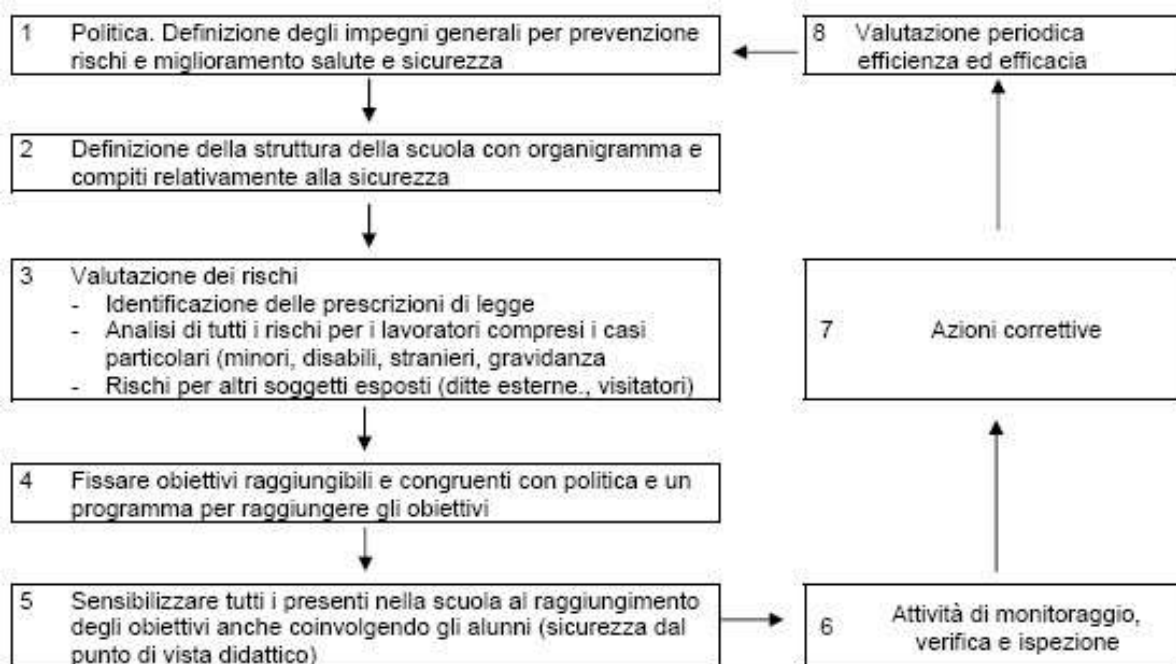 1 Politica. Definizione degli impegni generali per prevenzione
rischi e miglioramento salute e sicurezza
2 Definizione della struttura della scuola con organigramma e
compiti relativamente alla sicurezza
3 Valutazione dei rischi
- Identificazione delle prescrizioni di legge
- Analisi di tutti i rischi per i lavoratori compresi i casi
particolari (minori, disabili, stranieri, gravidanza
- Rischi per altri soggetti esposti (ditte esterne., visitatori)
4 Fissare obiettivi raggiungibili e congruenti con politica e un
programma per raggiungere gli obiettivi
5 Sensibilizzare tutti i presenti nella scuola al raggiungimento
degli obiettivi anche coinvolgendo gli alunni (sicurezza dal
punto di vista didattico)
6 Attività di monitoraggio,
verifica e ispezione
7 Azioni correttive
8 Valutazione periodica
efficienza ed efficacia